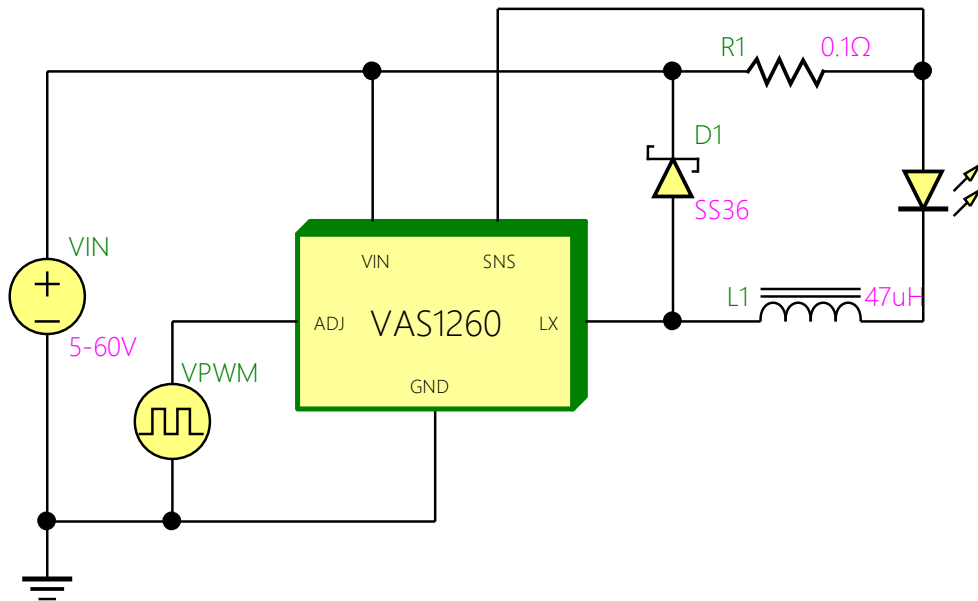 R1 0.1Ω
D1
SS36
VIN
5-60V
VIN SNS
ADJ VAS1260 LX
GND
L1 47uH
VPWM